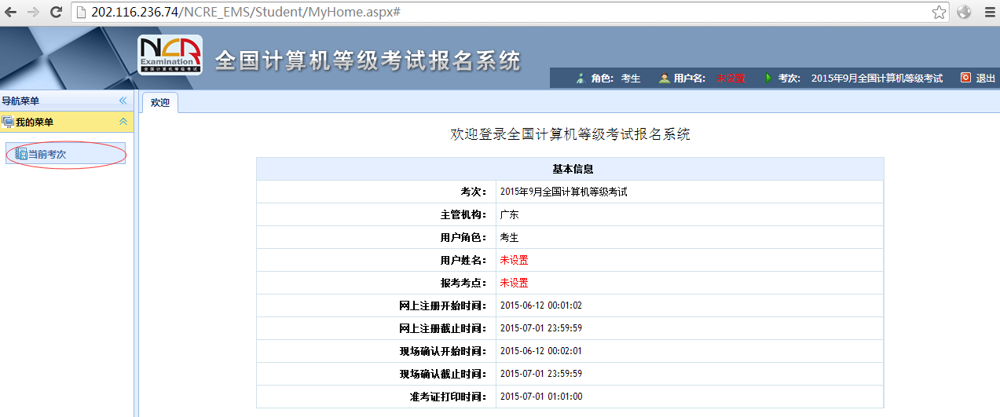 202.116.236.74/NCRE_EMS/Student/MyHome.aspx#
NCR
Examination
全国计算机等级考试
全国计算机等级考试报名系统
角色: 考生 用户名: 未设置 考次: 2015年9月全国计算机等级考试 退出
导航菜单
欢迎
我的菜单
当前考次
欢迎登录全国计算机等级考试报名系统
基本信息
考次: 2015年9月全国计算机等级考试
主管机构: 广东
用户角色: 考生
用户姓名: 未设置
报考考点: 未设置
网上注册开始时间: 2015-06-12 00:01:02
网上注册截止时间: 2015-07-01 23:59:59
现场确认开始时间: 2015-06-12 00:02:01
现场确认截止时间: 2015-07-01 23:59:59
准考证打印时间: 2015-07-01 01:01:00